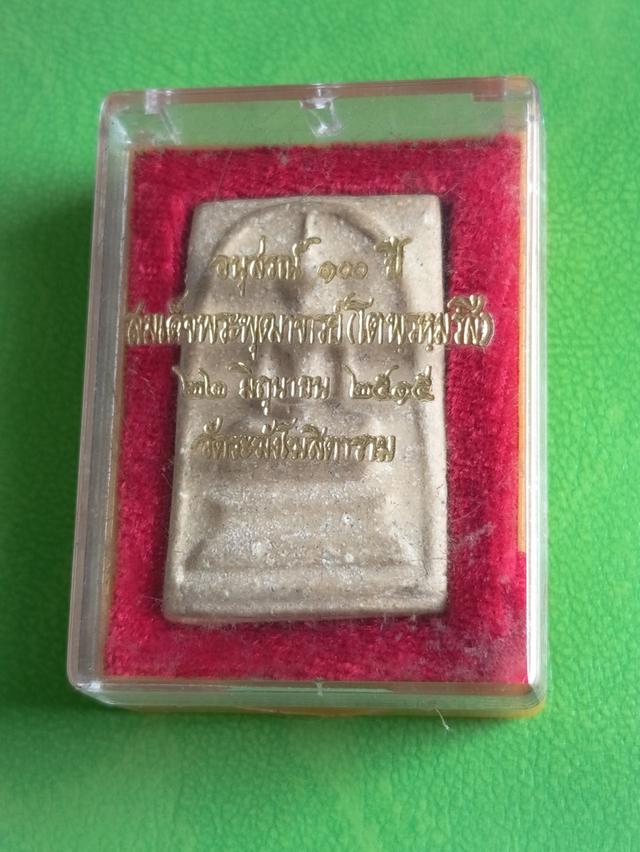 อนุสรณ์ ๑๐๐ ปี
สมเด็จพระพุฒาจารย์(โตพรหมรังสี)
๒๒ มิถุนายน ๒๕๑๕
วัดระฆังโฆสิตาราม